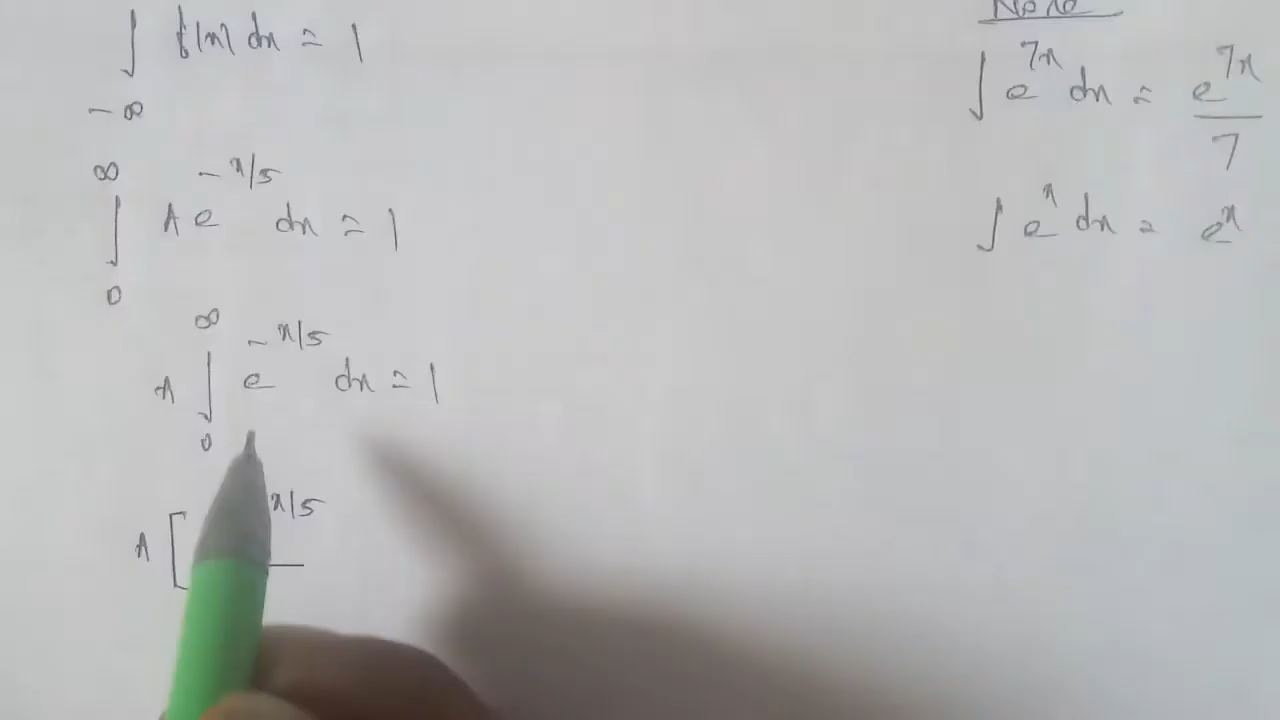 ∫ f(x) dx = 1
-∞
∞
∫ A e^{-x/5} dx = 1
0
∞
A ∫ e^{-x/5} dx = 1
0
A [ x/5
Note
∫ e^{7x} dx = e^{7x}
7
∫ e^{x} dx = e^{x}